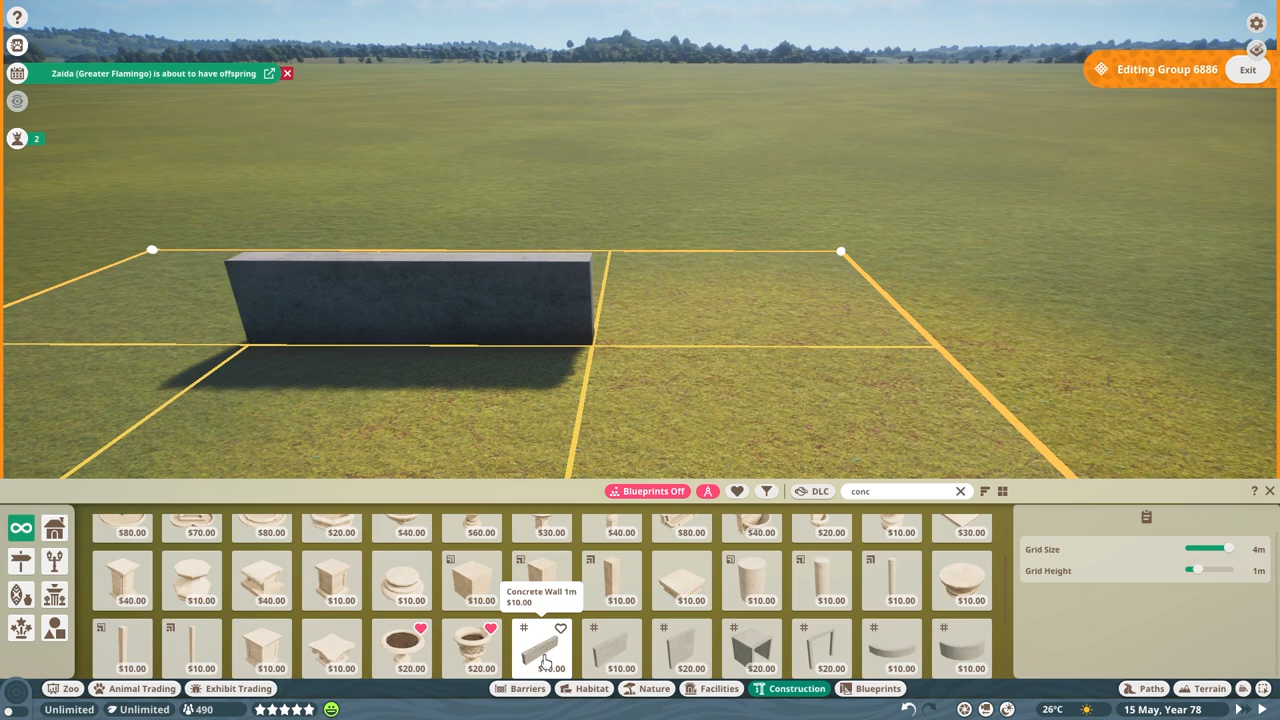 ?
Zaida (Greater Flamingo) is about to have offspring
2
Editing Group 6886
Exit
Blueprints Off
DLC
conc
?
$80.00 $70.00 $80.00 $20.00 $40.00 $60.00 $30.00 $40.00 $80.00 $40.00 $20.00 $10.00 $30.00
$40.00 $10.00 $40.00 $10.00 $10.00 $10.00 $10.00 $10.00 $10.00 $10.00 $10.00 $10.00
Concrete Wall 1m
$10.00
$10.00 $10.00 $10.00 $10.00 $20.00 $20.00 $10.00 $10.00 $20.00 $20.00 $10.00 $10.00 $10.00
Grid Size 4m
Grid Height 1m
Zoo Animal Trading Exhibit Trading Barriers Habitat Nature Facilities Construction Blueprints Paths Terrain
Unlimited Unlimited 490 26°C 15 May, Year 78